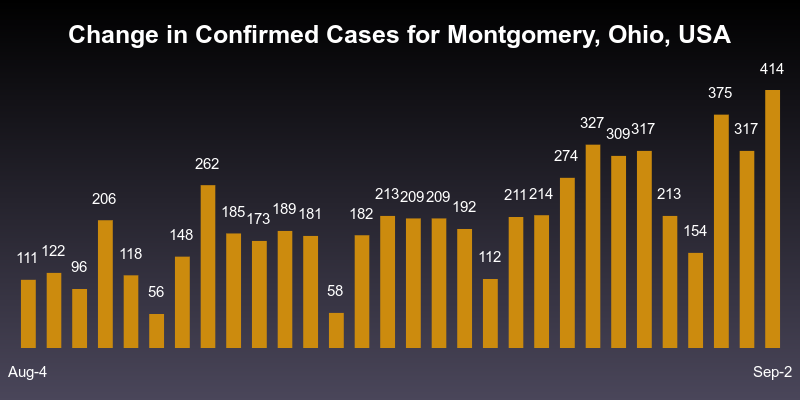 Change in Confirmed Cases for Montgomery, Ohio, USA
111 122 96 206 118 56 148 262 185 173 189 181 58 182 213 209 209 192 112 211 214 274 327 309 317 213 154 375 317 414
Aug-4 Sep-2